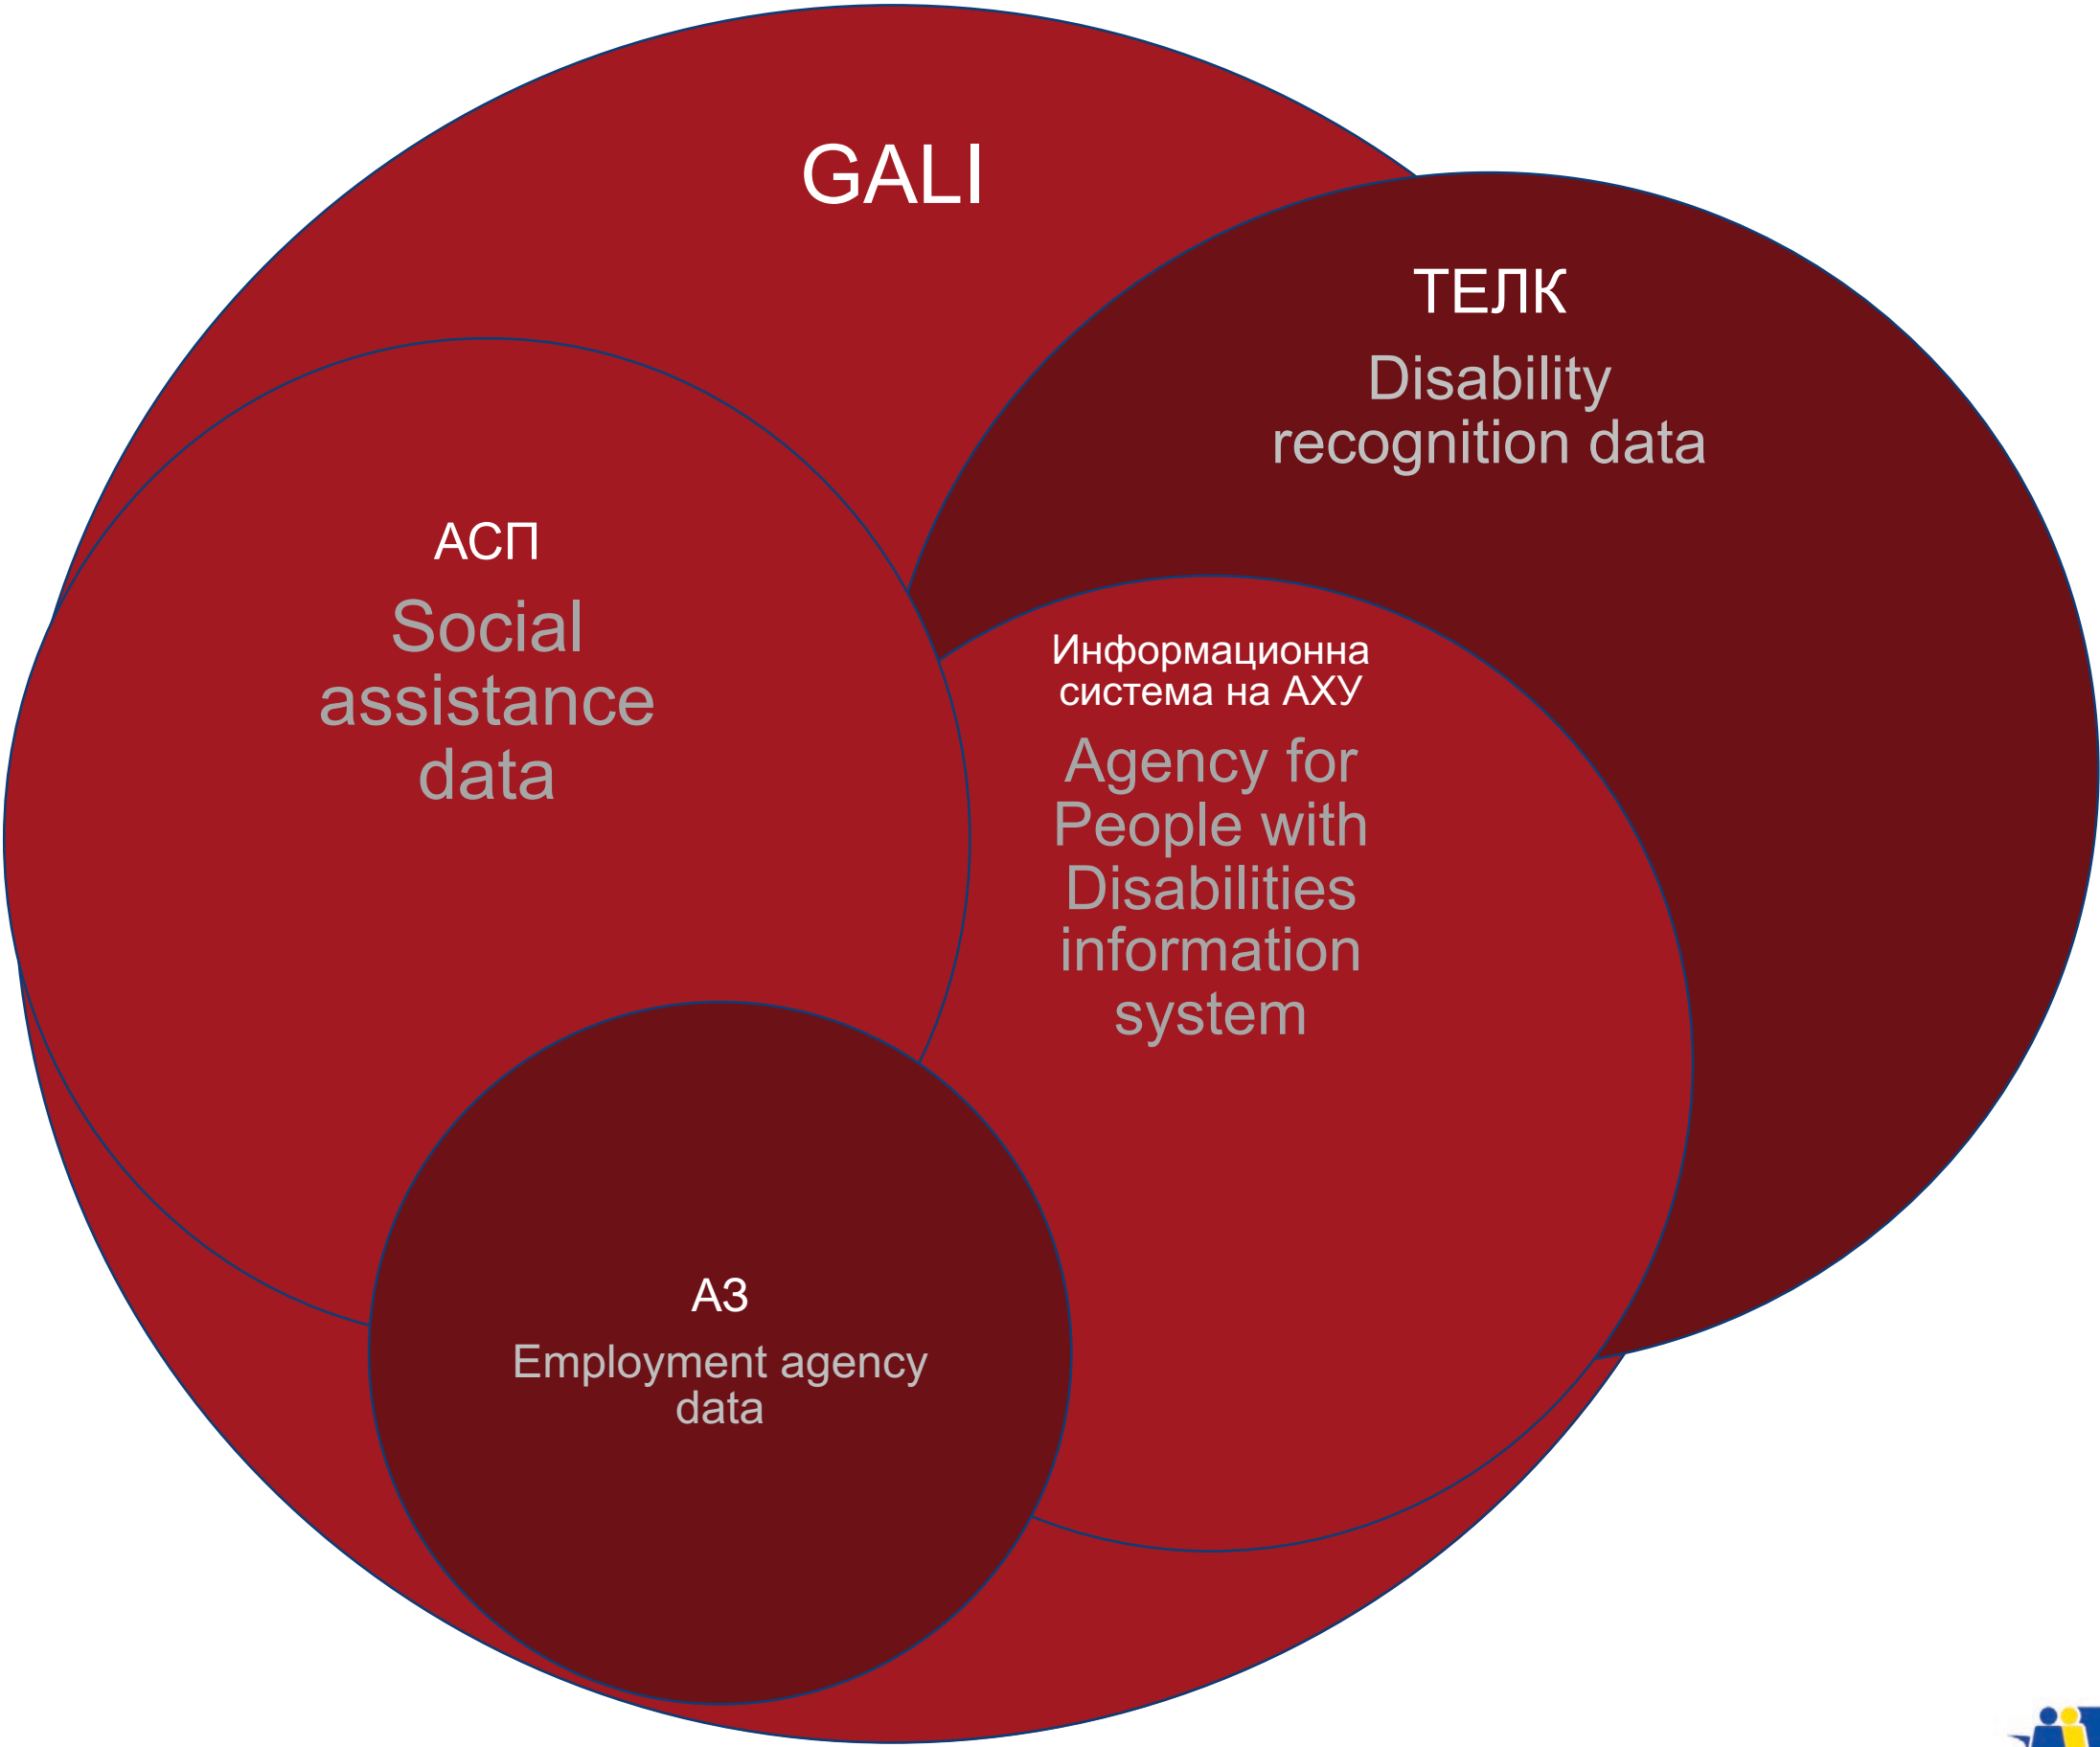 GALI
ТЕЛК
Disability
recognition data
АСП
Social
assistance
data
Информационна
система на АХУ
Agency for
People with
Disabilities
information
system
АЗ
Employment agency
data